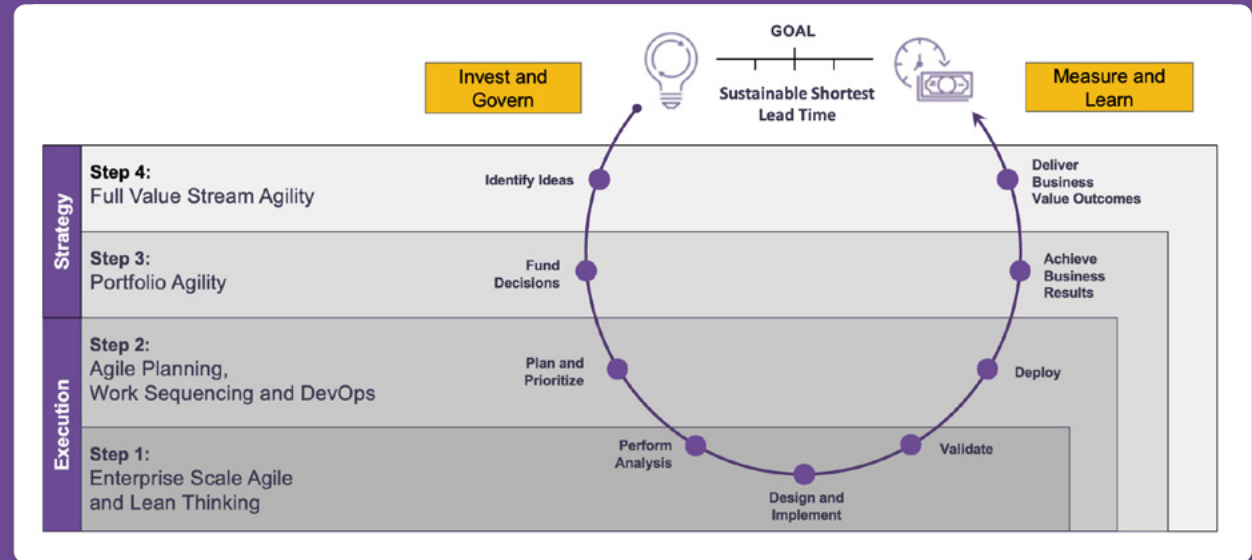 GOAL
Invest and
Govern
Sustainable Shortest
Lead Time
Measure and
Learn
Strategy
Step 4:
Full Value Stream Agility
Identify Ideas
Deliver
Business
Value Outcomes
Step 3:
Portfolio Agility
Fund
Decisions
Achieve
Business
Results
Execution
Step 2:
Agile Planning,
Work Sequencing and DevOps
Plan and
Prioritize
Deploy
Step 1:
Enterprise Scale Agile
and Lean Thinking
Perform
Analysis
Validate
Design and
Implement